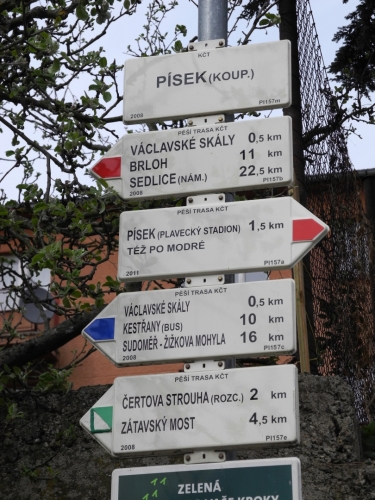 KČT
PÍSEK (KOUP.)
2008 PI157m
PĚŠÍ TRASA KČT
VÁCLAVSKÉ SKÁLY 0,5 km
BRLOH 11 km
SEDLICE (NÁM.) 22,5 km
2008 PI157b
PĚŠÍ TRASA KČT
PÍSEK (PLAVECKÝ STADION) 1,5 km
TÉŽ PO MODRÉ
2011 PI157a
PĚŠÍ TRASA KČT
VÁCLAVSKÉ SKÁLY 0,5 km
KESTŘANY (BUS) 10 km
SUDOMĚŘ - ŽIŽKOVA MOHYLA 16 km
2008 PI157c
PĚŠÍ TRASA KČT
ČERTOVA STROUHA (ROZC.) 2 km
ZÁTAVSKÝ MOST 4,5 km
2008 PI157e
ZELENÁ
KROKY